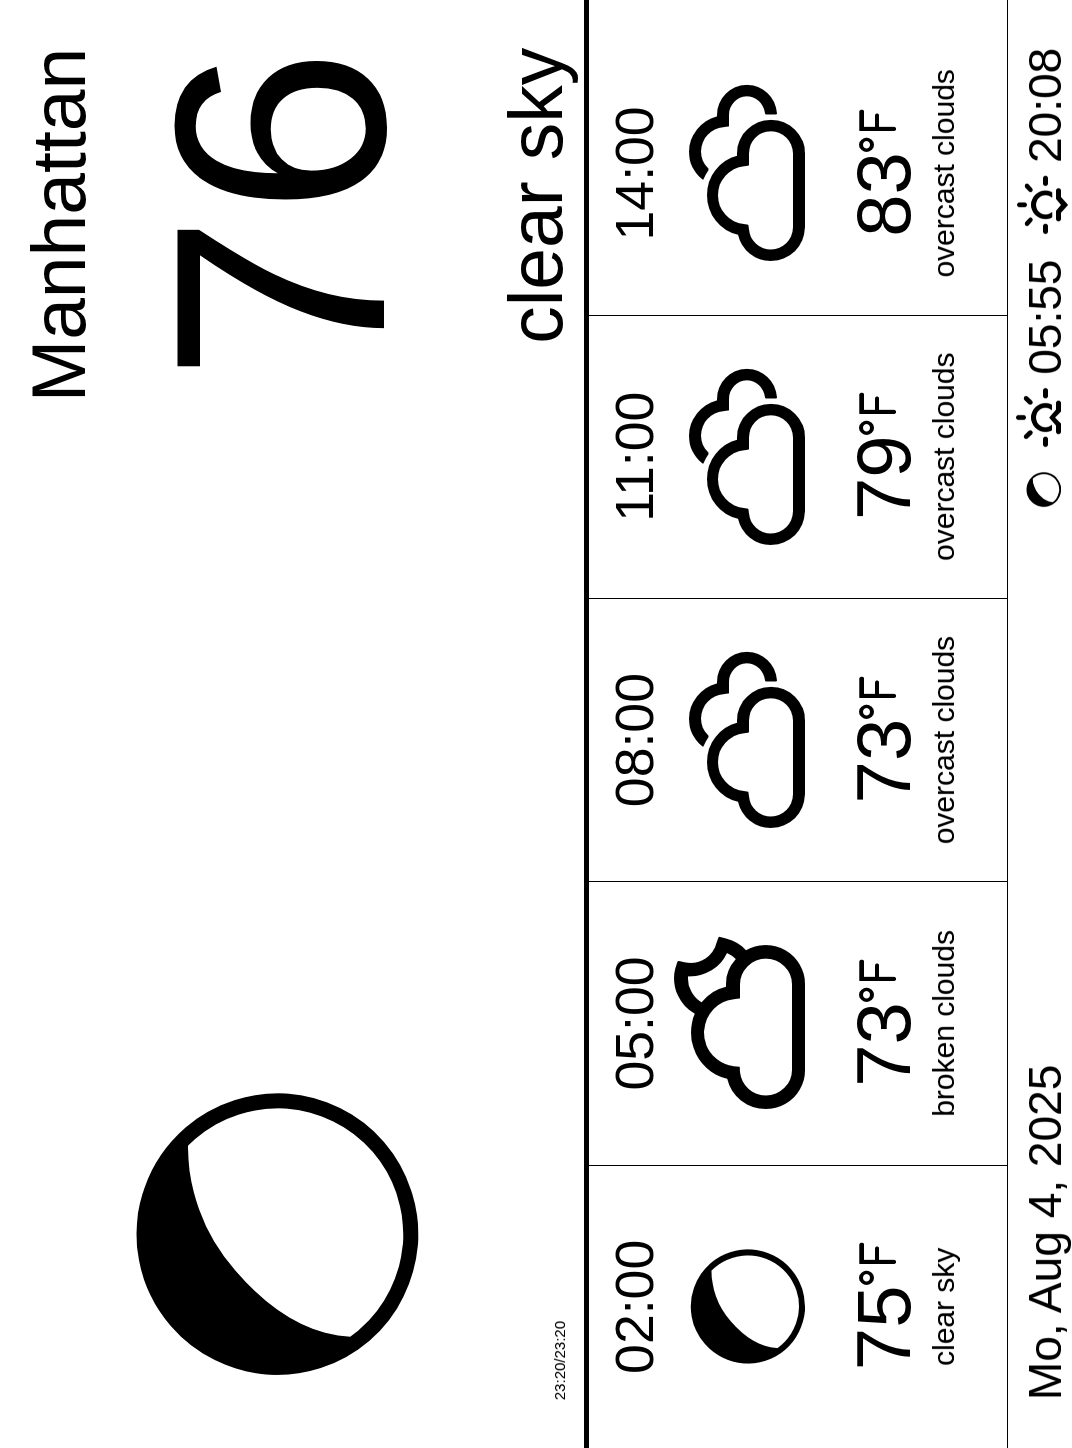 Manhattan
76
clear sky
23:20/23:20
02:00 05:00 08:00 11:00 14:00
75°F 73°F 73°F 79°F 83°F
clear sky broken clouds overcast clouds overcast clouds overcast clouds
Mo, Aug 4, 2025 05:55 20:08